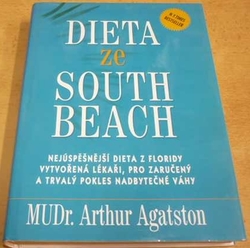 DIETA
ze
SOUTH
BEACH
NEJÚSPĚŠNĚJŠÍ DIETA Z FLORIDY
VYTVOŘENÁ LÉKAŘI, PRO ZARUČENÝ
A TRVALÝ POKLES NADBYTEČNÉ VÁHY
MUDr. Arthur Agatston